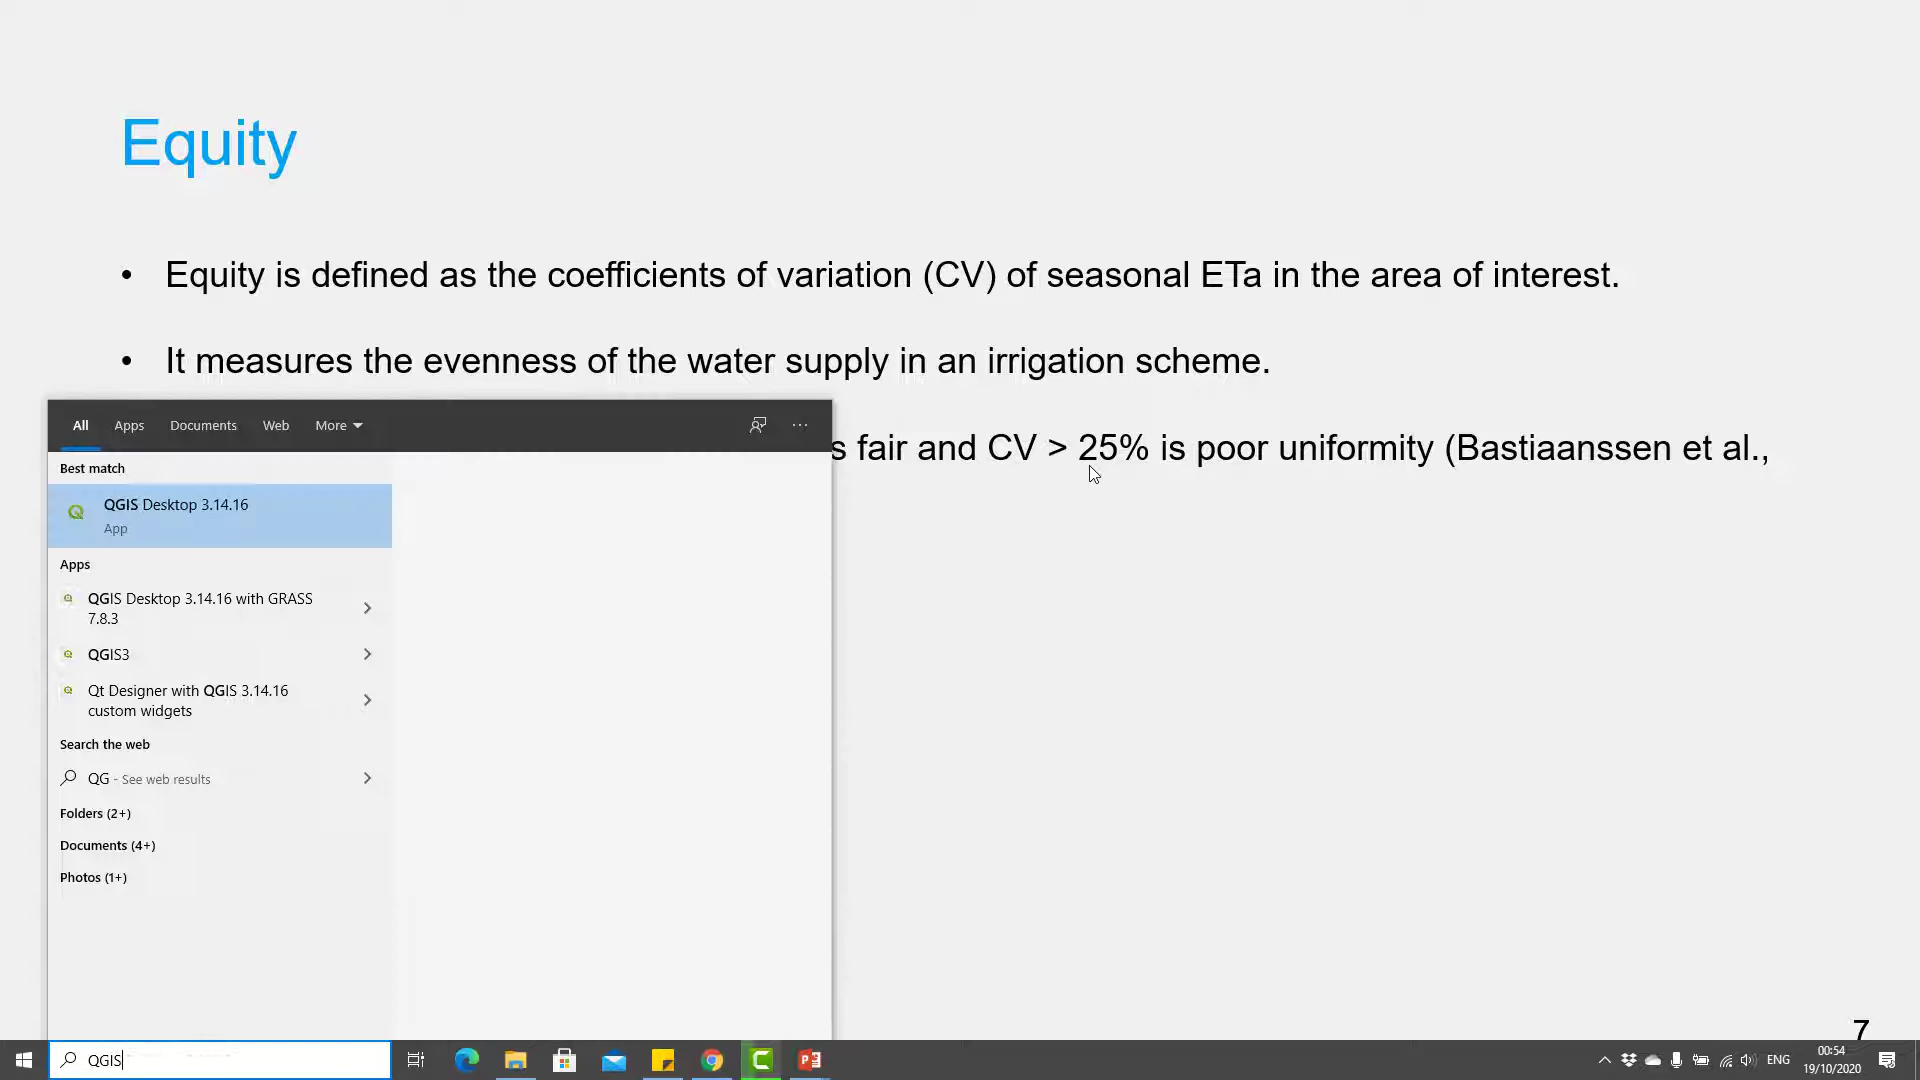 Equity
• Equity is defined as the coefficients of variation (CV) of seasonal ETa in the area of interest.
• It measures the evenness of the water supply in an irrigation scheme.
s fair and CV > 25% is poor uniformity (Bastiaanssen et al.,
All Apps Documents Web More
Best match
QGIS Desktop 3.14.16
App
Apps
QGIS Desktop 3.14.16 with GRASS
7.8.3
QGIS3
Qt Designer with QGIS 3.14.16
custom widgets
Search the web
QG - See web results
Folders (2+)
Documents (4+)
Photos (1+)
7
QGIS
ENG
00:54
19/10/2020